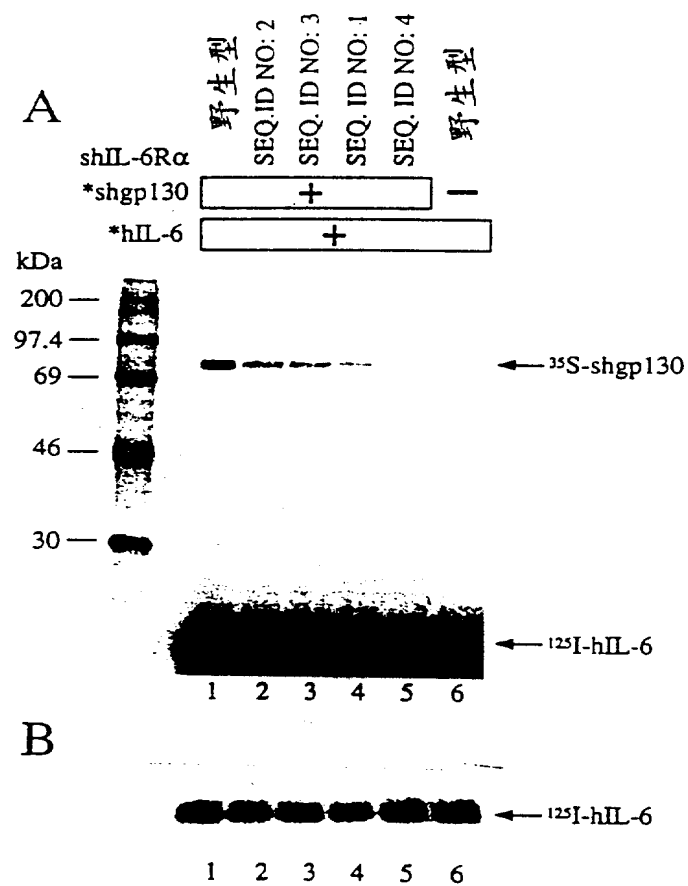 A
野生型
SEQ.ID NO: 2
SEQ. ID NO: 3
SEQ. ID NO: 1
SEQ.ID NO: 4
野生型
shIL-6Rα
*shgp130 + —
*hIL-6 +
kDa
200
97.4
69
46
30
³⁵S-shgp130
¹²⁵I-hIL-6
1 2 3 4 5 6
B
¹²⁵I-hIL-6
1 2 3 4 5 6